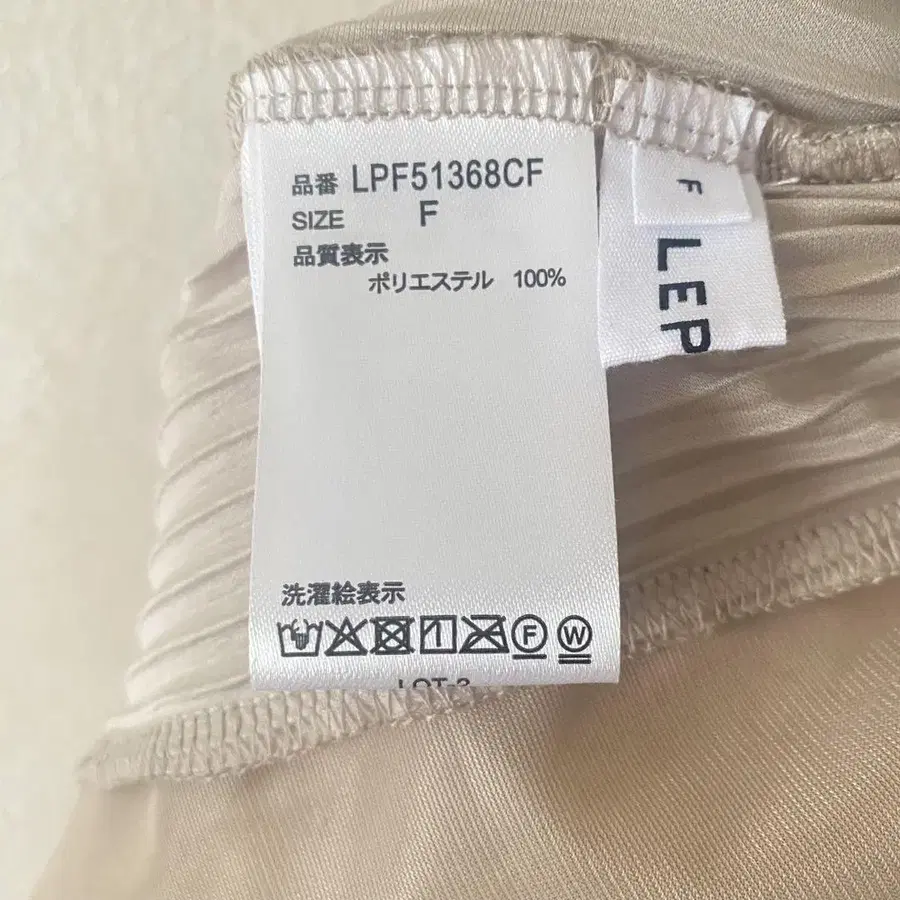 品番 LPF51368CF
SIZE F
品質表示
ポリエステル 100%
洗濯絵表示
F W
F
LEP